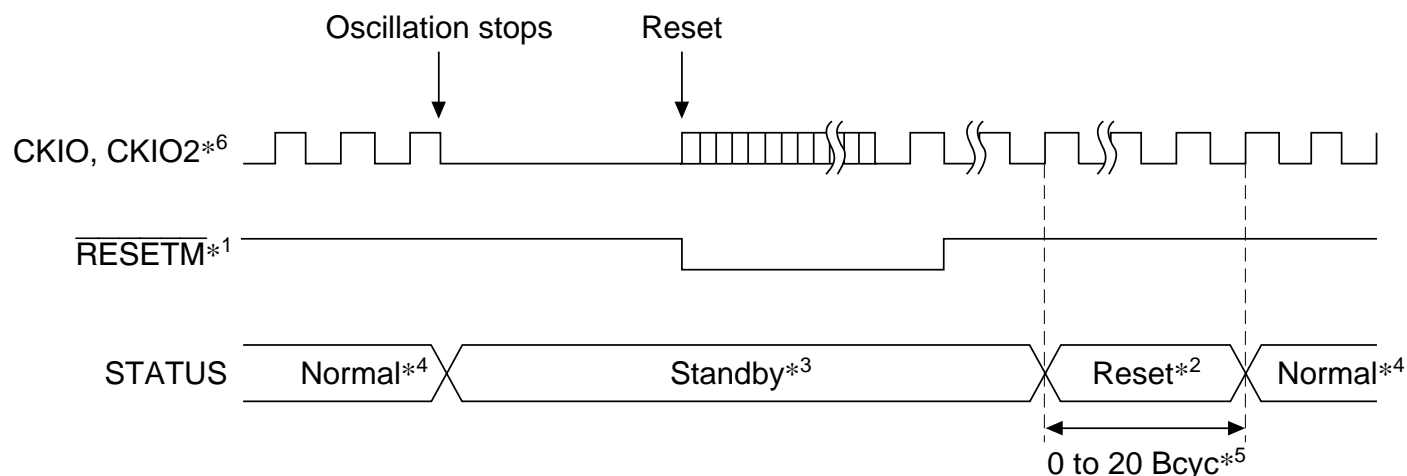 Oscillation stops Reset
CKIO, CKIO2*6
RESETM*1
STATUS Normal*4 Standby*3 Reset*2 Normal*4
0 to 20 Bcyc*5